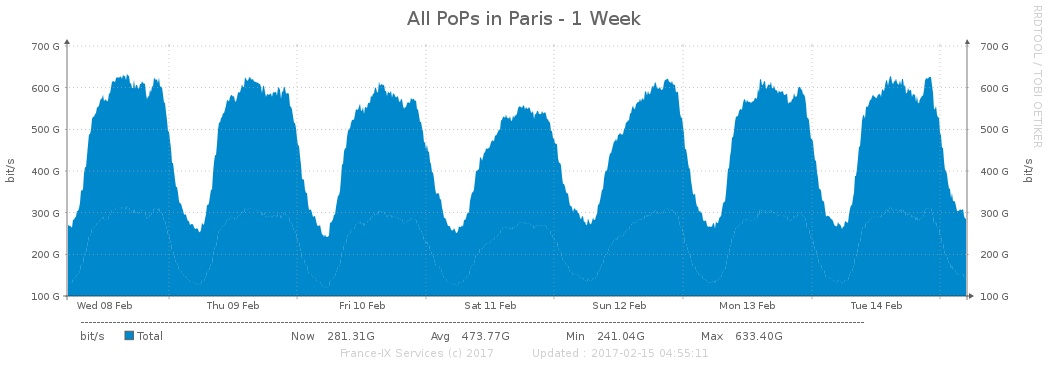 All PoPs in Paris - 1 Week
RRDTOOL / TOBI OETIKER
bit/s
700 G 700 G
600 G 600 G
500 G 500 G
400 G 400 G
300 G 300 G
200 G 200 G
100 G 100 G
bit/s
Wed 08 Feb Thu 09 Feb Fri 10 Feb Sat 11 Feb Sun 12 Feb Mon 13 Feb Tue 14 Feb
bit/s Total Now 281.31G Avg 473.77G Min 241.04G Max 633.40G
France-IX Services (c) 2017 Updated : 2017-02-15 04:55:11